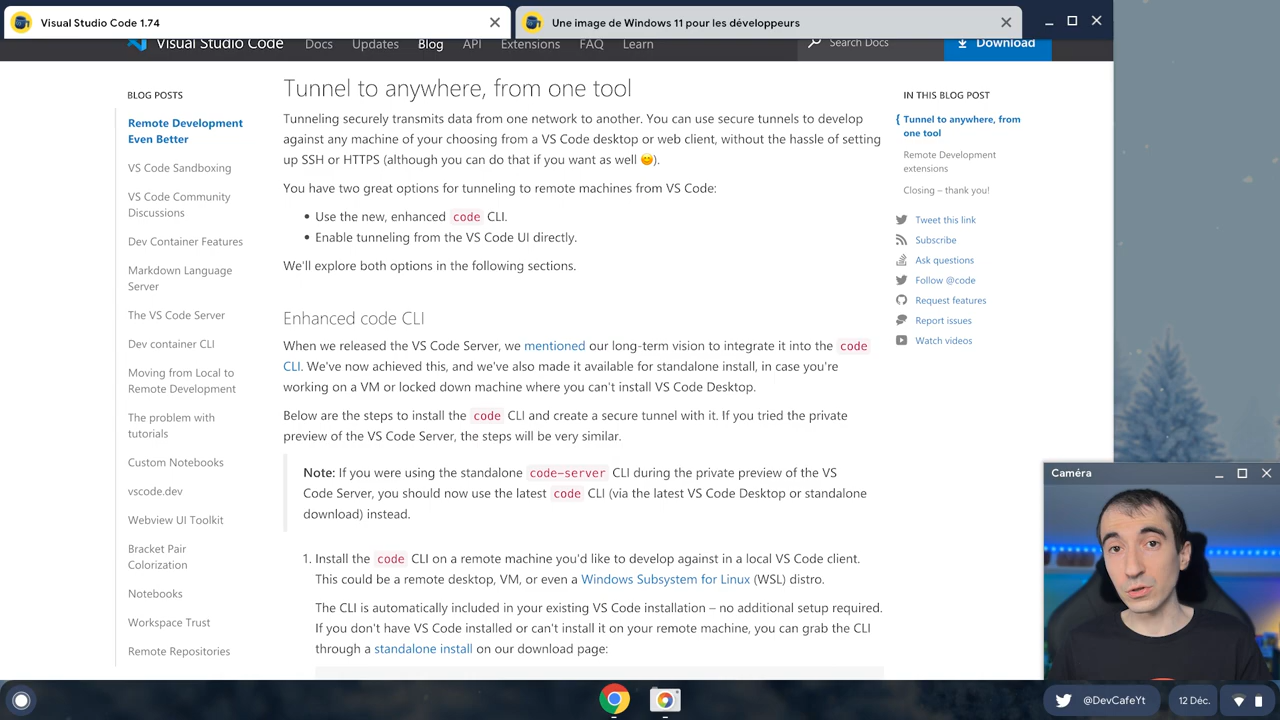 Visual Studio Code 1.74
Une image de Windows 11 pour les développeurs
Visual Studio Code
Docs
Updates
Blog
API
Extensions
FAQ
Learn
Search Docs
Download
BLOG POSTS
Remote Development
Even Better
VS Code Sandboxing
VS Code Community
Discussions
Dev Container Features
Markdown Language
Server
The VS Code Server
Dev container CLI
Moving from Local to
Remote Development
The problem with
tutorials
Custom Notebooks
vscode.dev
Webview UI Toolkit
Bracket Pair
Colorization
Notebooks
Workspace Trust
Remote Repositories
Tunnel to anywhere, from one tool
Tunneling securely transmits data from one network to another. You can use secure tunnels to develop
against any machine of your choosing from a VS Code desktop or web client, without the hassle of setting
up SSH or HTTPS (although you can do that if you want as well 😊).
You have two great options for tunneling to remote machines from VS Code:
• Use the new, enhanced code CLI.
• Enable tunneling from the VS Code UI directly.
We'll explore both options in the following sections.
Enhanced code CLI
When we released the VS Code Server, we mentioned our long-term vision to integrate it into the code
CLI. We've now achieved this, and we've also made it available for standalone install, in case you're
working on a VM or locked down machine where you can't install VS Code Desktop.
Below are the steps to install the code CLI and create a secure tunnel with it. If you tried the private
preview of the VS Code Server, the steps will be very similar.
Note: If you were using the standalone code-server CLI during the private preview of the VS
Code Server, you should now use the latest code CLI (via the latest VS Code Desktop or standalone
download) instead.
1. Install the code CLI on a remote machine you'd like to develop against in a local VS Code client.
This could be a remote desktop, VM, or even a Windows Subsystem for Linux (WSL) distro.
The CLI is automatically included in your existing VS Code installation – no additional setup required.
If you don't have VS Code installed or can't install it on your remote machine, you can grab the CLI
through a standalone install on our download page:
IN THIS BLOG POST
Tunnel to anywhere, from
one tool
Remote Development
extensions
Closing – thank you!
Tweet this link
Subscribe
Ask questions
Follow @code
Request features
Report issues
Watch videos
Caméra
@DevCafeYt
12 Déc.